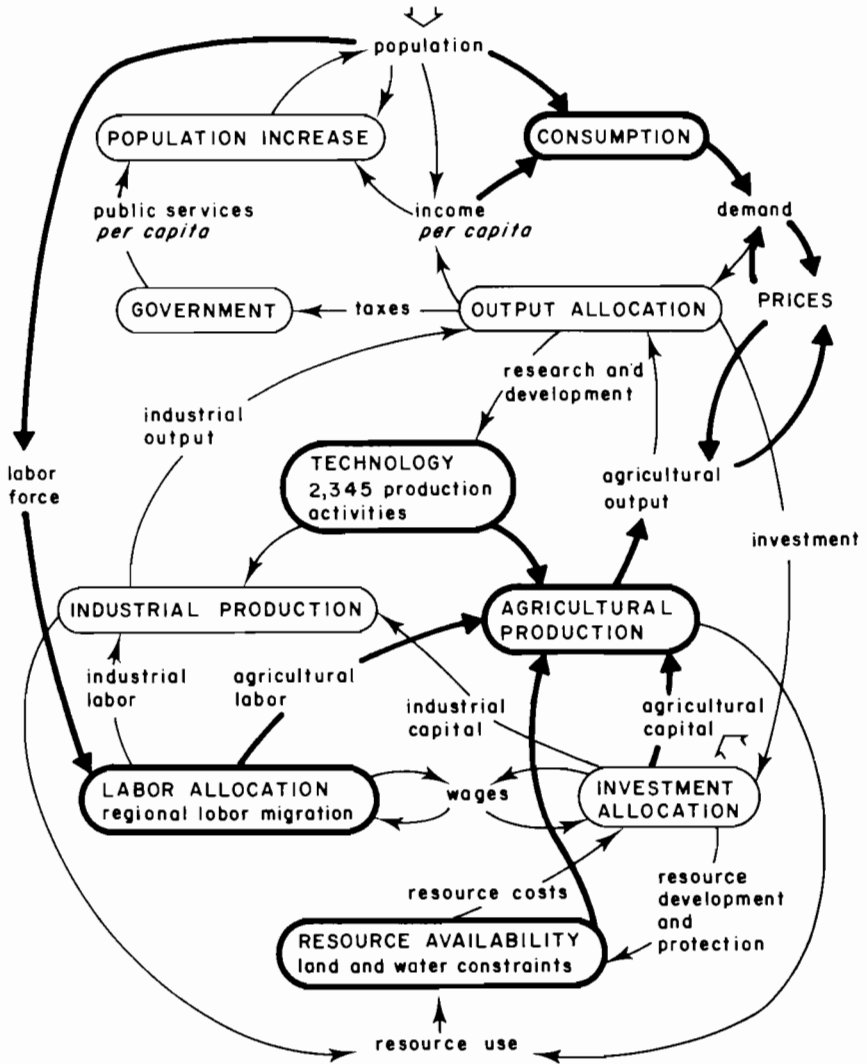 population
POPULATION INCREASE
CONSUMPTION
public services
per capita
income
per capita
demand
GOVERNMENT
taxes
OUTPUT ALLOCATION
PRICES
research and
development
industrial
output
labor
force
TECHNOLOGY
2,345 production
activities
agricultural
output
investment
INDUSTRIAL PRODUCTION
AGRICULTURAL
PRODUCTION
industrial
labor
agricultural
labor
industrial
capital
agricultural
capital
LABOR ALLOCATION
regional lobor migration
wages
INVESTMENT
ALLOCATION
resource costs
resource
development
and
protection
RESOURCE AVAILABILITY
land and water constraints
resource use